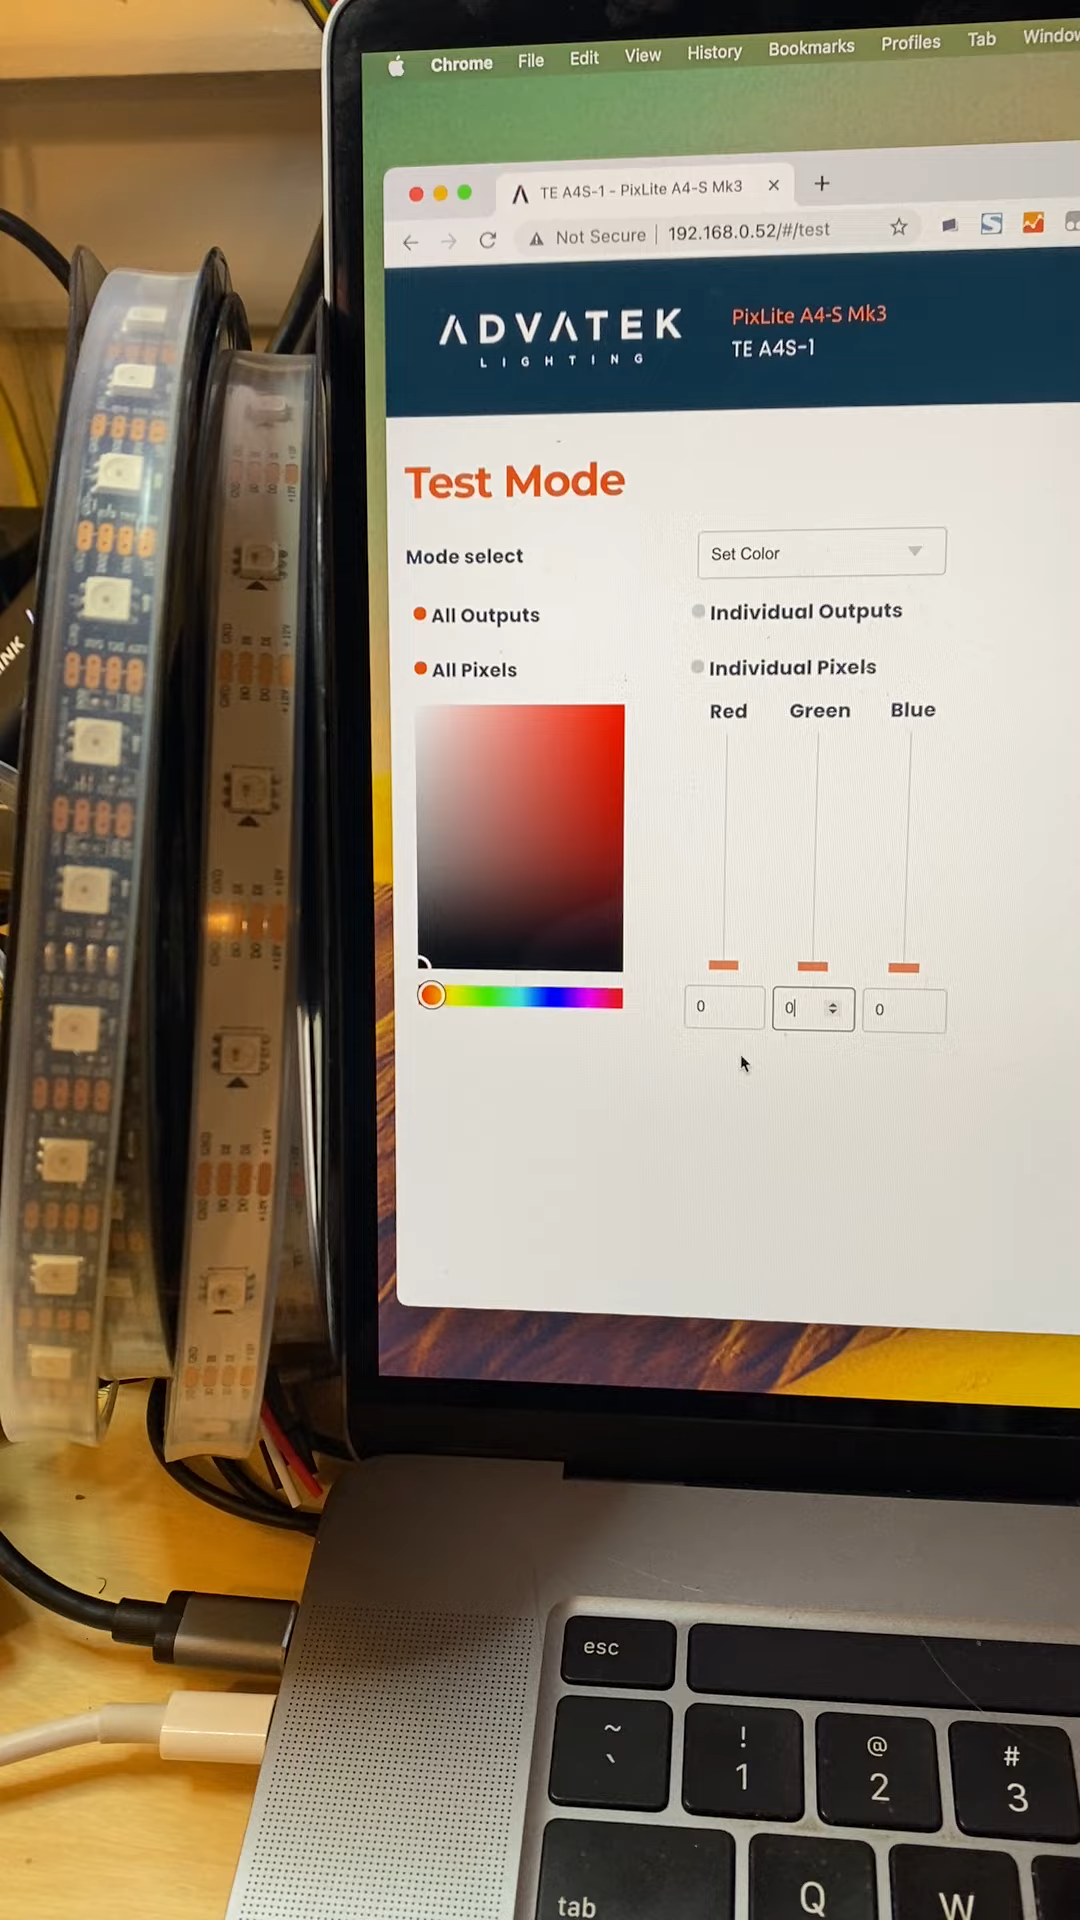 Chrome File Edit View History Bookmarks Profiles Tab Window
TE A4S-1 - PixLite A4-S Mk3
Not Secure 192.168.0.52/#/test
ADVATEK
LIGHTING
PixLite A4-S Mk3
TE A4S-1
Test Mode
Mode select
Set Color
All Outputs
Individual Outputs
All Pixels
Individual Pixels
Red Green Blue
0 0 0
esc
~ ` ! 1 @ 2 # 3
tab Q W